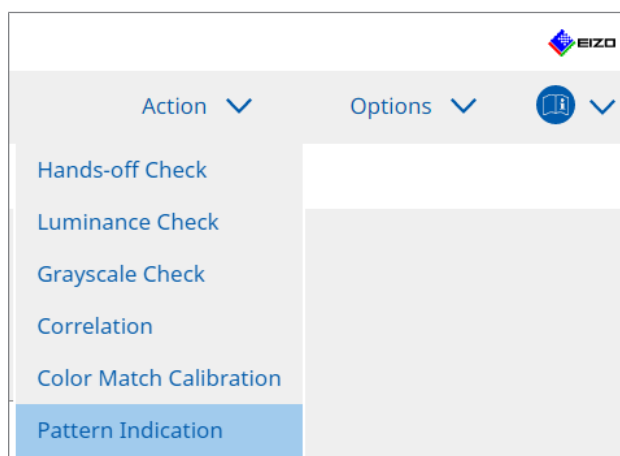 EIZO
Action Options
Hands-off Check
Luminance Check
Grayscale Check
Correlation
Color Match Calibration
Pattern Indication